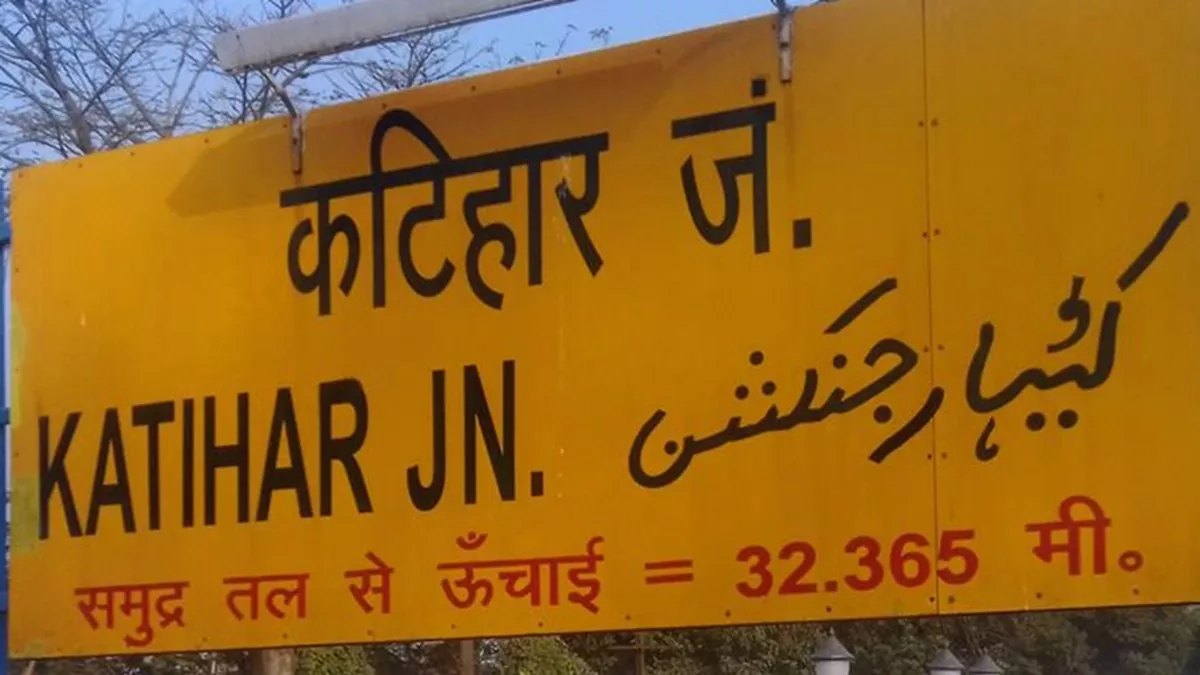 कटिहार जं.
KATIHAR JN.
کٹیہار جنکشن
समुद्र तल से ऊँचाई = 32.365 मी॰